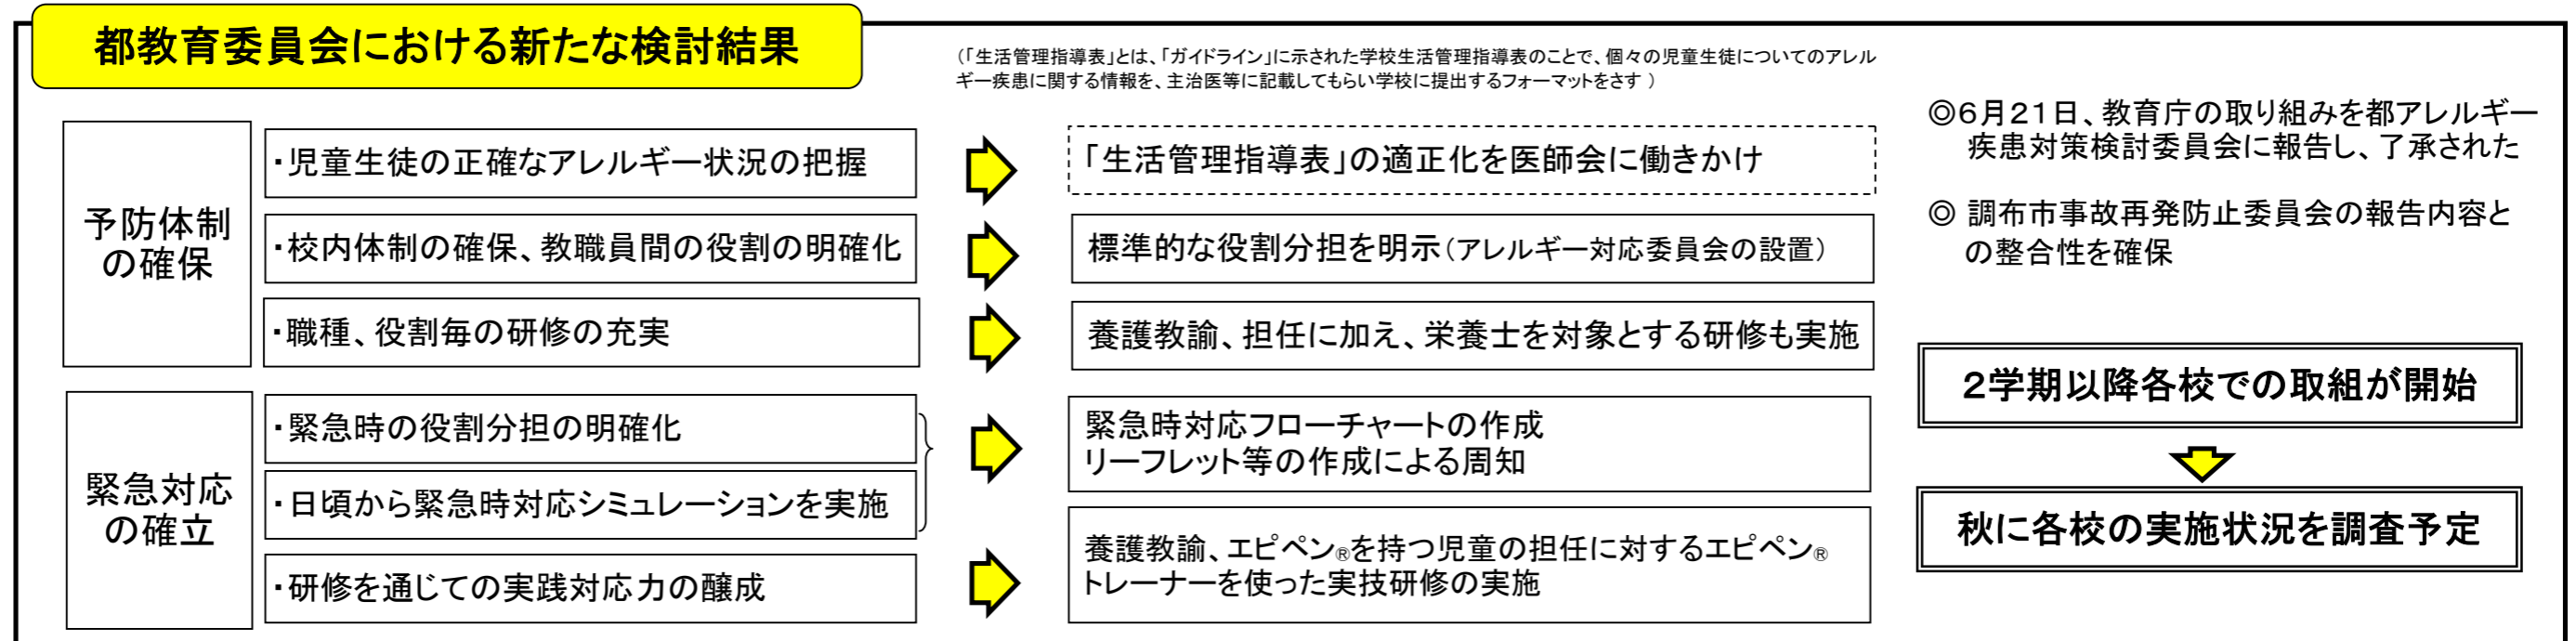 都教育委員会における新たな検討結果
（「生活管理指導表」とは、「ガイドライン」に示された学校生活管理指導表のことで、個々の児童生徒についてのアレル
ギー疾患に関する情報を、主治医等に記載してもらい学校に提出するフォーマットをさす ）
予防体制
の確保
・児童生徒の正確なアレルギー状況の把握
「生活管理指導表」の適正化を医師会に働きかけ
・校内体制の確保、教職員間の役割の明確化
標準的な役割分担を明示（アレルギー対応委員会の設置）
・職種、役割毎の研修の充実
養護教諭、担任に加え、栄養士を対象とする研修も実施
緊急対応
の確立
・緊急時の役割分担の明確化
・日頃から緊急時対応シミュレーションを実施
緊急時対応フローチャートの作成
リーフレット等の作成による周知
・研修を通じての実践対応力の醸成
養護教諭、エピペン®を持つ児童の担任に対するエピペン®
トレーナーを使った実技研修の実施
◎6月21日、教育庁の取り組みを都アレルギー
疾患対策検討委員会に報告し、了承された
◎ 調布市事故再発防止委員会の報告内容と
の整合性を確保
2学期以降各校での取組が開始
秋に各校の実施状況を調査予定